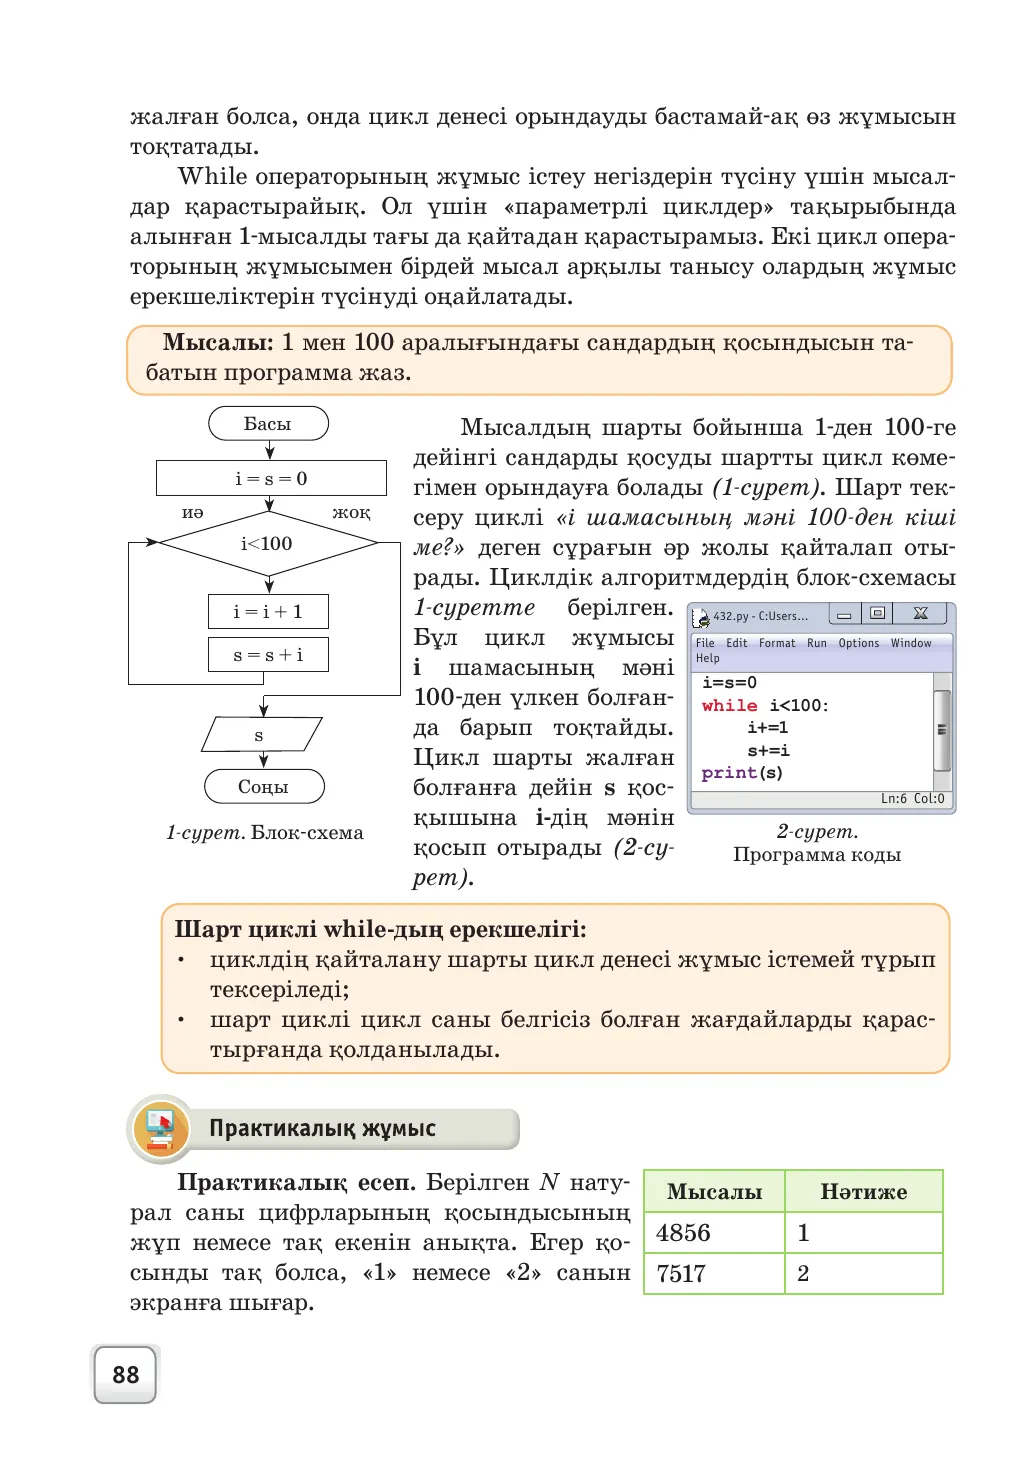 жалған болса, онда цикл денесі орындауды бастамай-ақ өз жұмысын
тоқтатады.
While операторының жұмыс істеу негіздерін түсіну үшін мысал-
дар қарастырайық. Ол үшін «параметрлі циклдер» тақырыбында
алынған 1-мысалды тағы да қайтадан қарастырамыз. Екі цикл опера-
торының жұмысымен бірдей мысал арқылы танысу олардың жұмыс
ерекшеліктерін түсінуді оңайлатады.
Мысалы: 1 мен 100 аралығындағы сандардың қосындысын та-
батын программа жаз.
Басы
i = s = 0
иә
жоқ
i<100
i = i + 1
s = s + i
s
Соңы
1-сурет. Блок-схема
Мысалдың шарты бойынша 1-ден 100-ге
дейінгі сандарды қосуды шартты цикл көме-
гімен орындауға болады (1-сурет). Шарт тек-
серу циклі «i шамасының мәні 100-ден кіші
ме?» деген сұрағын әр жолы қайталап оты-
рады. Циклдік алгоритмдердің блок-схемасы
1-суретте берілген.
Бұл цикл жұмысы
i шамасының мәні
100-ден үлкен болған-
да барып тоқтайды.
Цикл шарты жалған
болғанға дейін s қос-
қышына i-дің мәнін
қосып отырады (2-су-
рет).
432.py - C:Users...
File Edit Format Run Options Window
Help
i=s=0
while i<100:
i+=1
s+=i
print(s)
Ln:6 Col:0
2-сурет.
Программа коды
Шарт циклі while-дың ерекшелігі:
• циклдің қайталану шарты цикл денесі жұмыс істемей тұрып
тексеріледі;
• шарт циклі цикл саны белгісіз болған жағдайларды қарас-
тырғанда қолданылады.
Практикалық жұмыс
Практикалық есеп. Берілген N нату-
рал саны цифрларының қосындысының
жұп немесе тақ екенін анықта. Егер қо-
сынды тақ болса, «1» немесе «2» санын
экранға шығар.
Мысалы Нәтиже
4856 1
7517 2
88